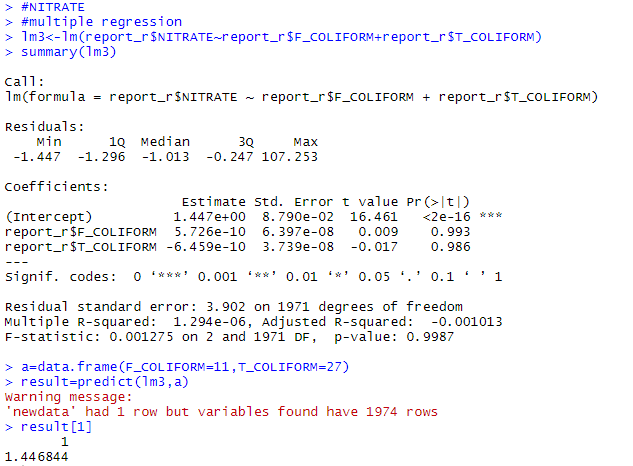 > #NITRATE
> #multiple regression
> lm3<-lm(report_r$NITRATE~report_r$F_COLIFORM+report_r$T_COLIFORM)
> summary(lm3)
Call:
lm(formula = report_r$NITRATE ~ report_r$F_COLIFORM + report_r$T_COLIFORM)
Residuals:
Min 1Q Median 3Q Max
-1.447 -1.296 -1.013 -0.247 107.253
Coefficients:
Estimate Std. Error t value Pr(>|t|)
(Intercept) 1.447e+00 8.790e-02 16.461 <2e-16 ***
report_r$F_COLIFORM 5.726e-10 6.397e-08 0.009 0.993
report_r$T_COLIFORM -6.459e-10 3.739e-08 -0.017 0.986
---
Signif. codes: 0 ‘***’ 0.001 ‘**’ 0.01 ‘*’ 0.05 ‘.’ 0.1 ‘ ’ 1
Residual standard error: 3.902 on 1971 degrees of freedom
Multiple R-squared: 1.294e-06, Adjusted R-squared: -0.001013
F-statistic: 0.001275 on 2 and 1971 DF, p-value: 0.9987
> a=data.frame(F_COLIFORM=11,T_COLIFORM=27)
> result=predict(lm3,a)
Warning message:
'newdata' had 1 row but variables found have 1974 rows
> result[1]
1
1.446844